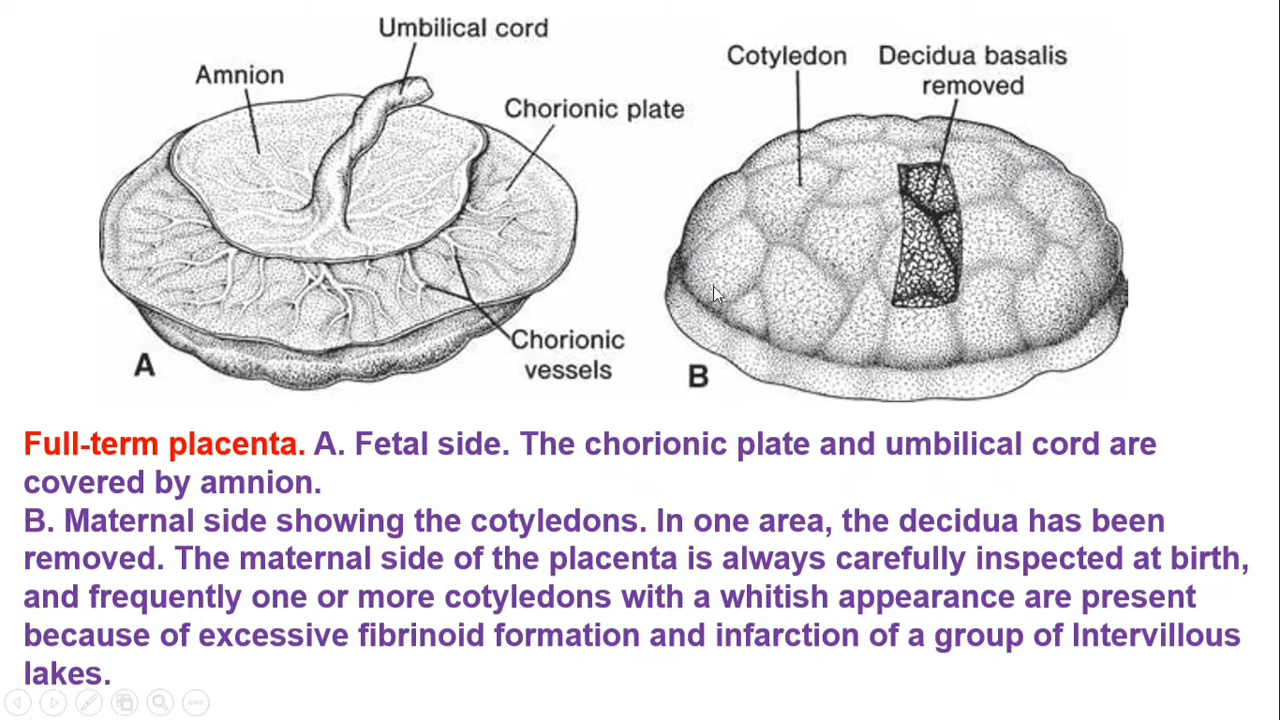 Umbilical cord
Amnion
Chorionic plate
Chorionic
vessels
A
Cotyledon
Decidua basalis
removed
B
Full-term placenta. A. Fetal side. The chorionic plate and umbilical cord are
covered by amnion.
B. Maternal side showing the cotyledons. In one area, the decidua has been
removed. The maternal side of the placenta is always carefully inspected at birth,
and frequently one or more cotyledons with a whitish appearance are present
because of excessive fibrinoid formation and infarction of a group of Intervillous
lakes.